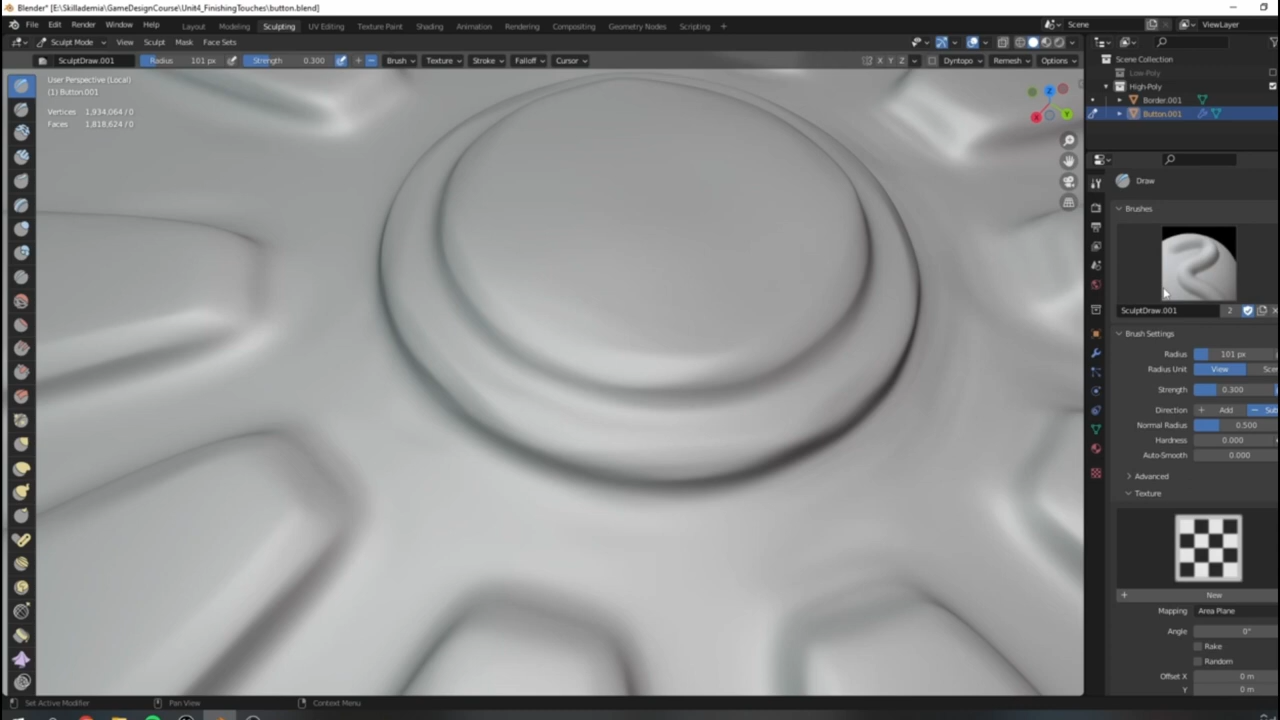 Blender* [E:\Skillademia\GameDesignCourse\Unit4_FinishingTouches\button.blend]
File Edit Render Window Help Layout Modeling Sculpting UV Editing Texture Paint Shading Animation Rendering Compositing Geometry Nodes Scripting + Scene ViewLayer
Sculpt Mode View Sculpt Mask Face Sets
SculptDraw.001 Radius 101 px Strength 0.300 + − Brush Texture Stroke Falloff Cursor X Y Z Dyntopo Remesh Options
Scene Collection
Low-Poly
High-Poly
Border.001
Button.001
User Perspective (Local)
(1) Button.001
Vertices 1,934,064 / 0
Faces 1,818,624 / 0
Z
Y
X
Draw
Brushes
SculptDraw.001 2
Brush Settings
Radius 101 px
Radius Unit View Sce
Strength 0.300
Direction + Add − Sub
Normal Radius 0.500
Hardness 0.000
Auto-Smooth 0.000
Advanced
Texture
+ New
Mapping Area Plane
Angle 0°
Rake
Random
Offset X 0 m
Y 0 m
Set Active Modifier Pan View Context Menu